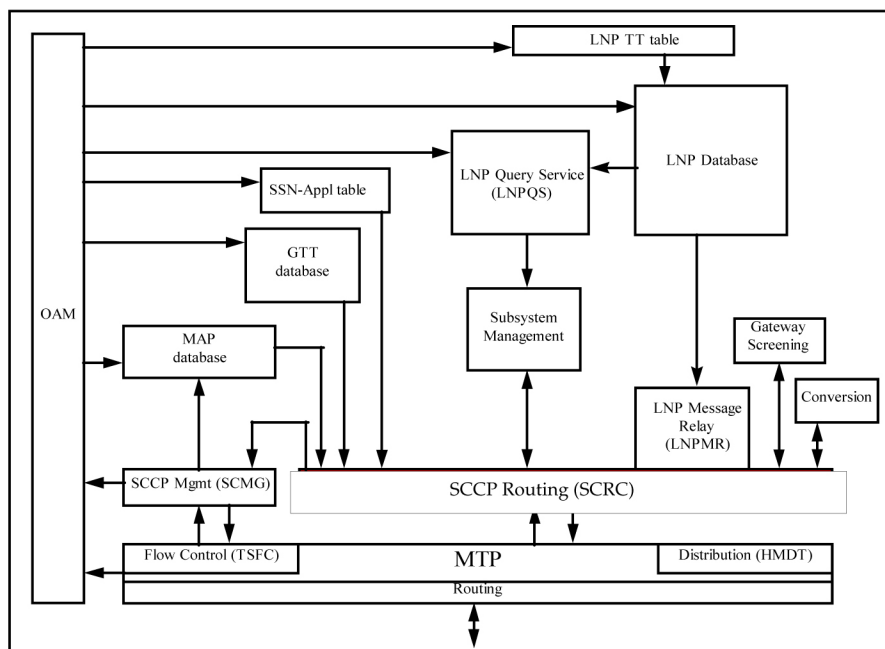 LNP TT table
LNP Database
LNP Query Service
(LNPQS)
SSN-Appl table
GTT
database
OAM
Subsystem
Management
Gateway
Screening
MAP
database
LNP Message
Relay
(LNPMR)
Conversion
SCCP Mgmt (SCMG)
SCCP Routing (SCRC)
Flow Control (TSFC)
MTP
Distribution (HMDT)
Routing